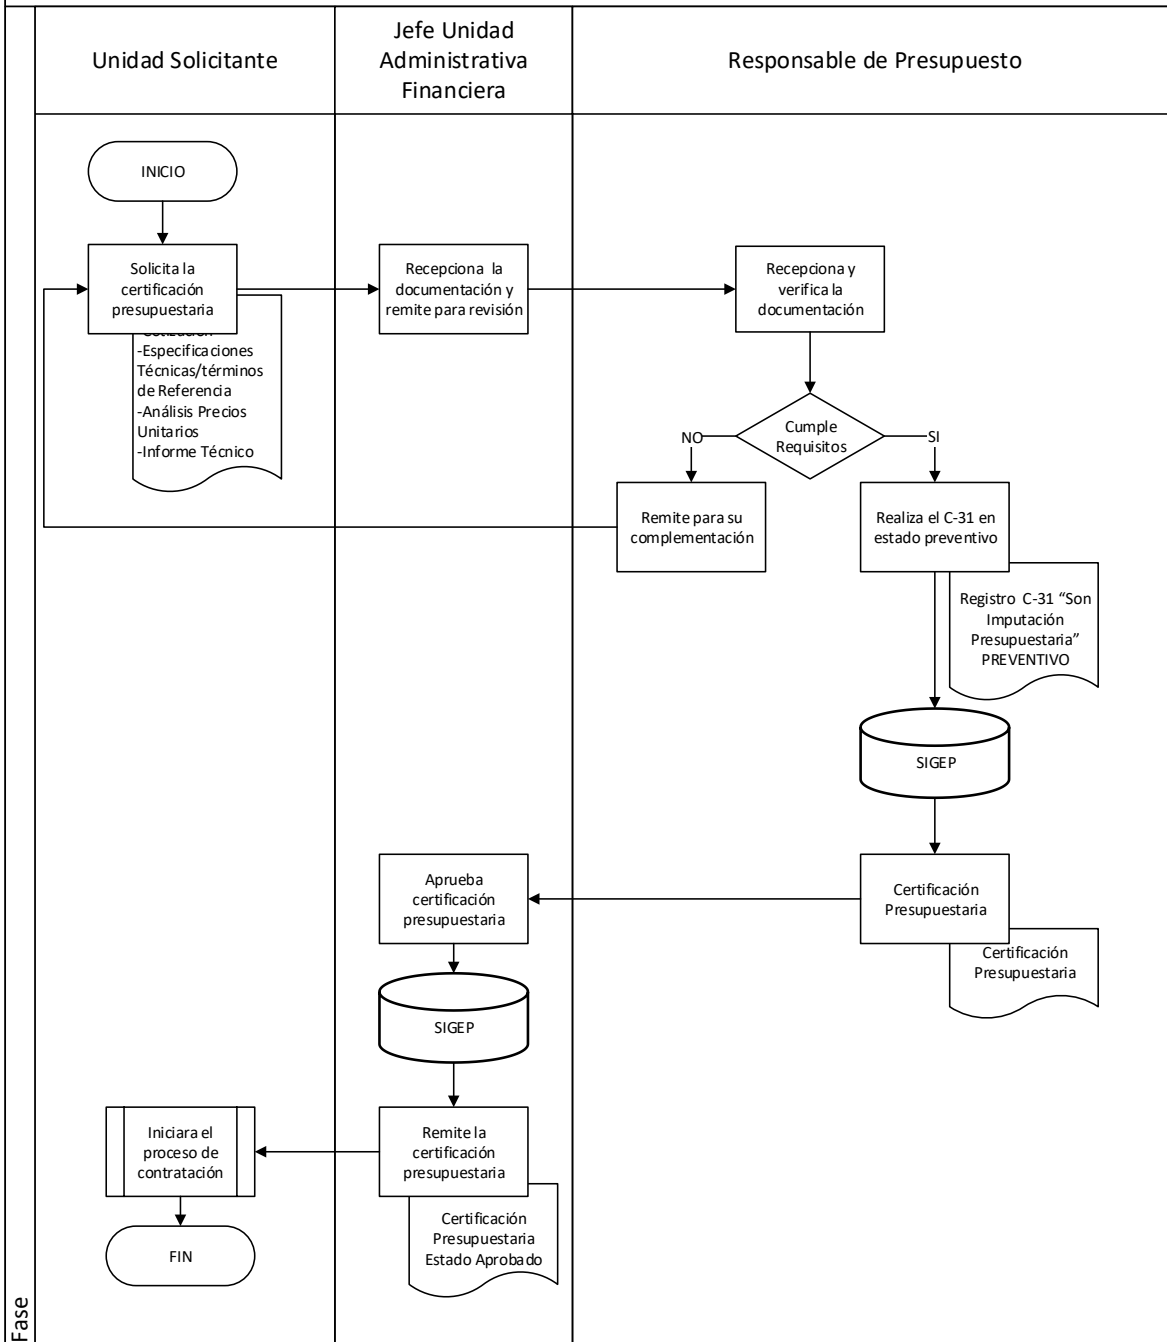 Unidad Solicitante
Jefe Unidad
Administrativa
Financiera
Responsable de Presupuesto
INICIO
Solicita la
certificación
presupuestaria
-Especificaciones
Técnicas/términos
de Referencia
-Análisis Precios
Unitarios
-Informe Técnico
Recepciona la
documentación y
remite para revisión
Recepciona y
verifica la
documentación
Cumple
Requisitos
NO
SI
Remite para su
complementación
Realiza el C-31 en
estado preventivo
Registro C-31 “Son
Imputación
Presupuestaria”
PREVENTIVO
SIGEP
Certificación
Presupuestaria
Certificación
Presupuestaria
Aprueba
certificación
presupuestaria
SIGEP
Remite la
certificación
presupuestaria
Certificación
Presupuestaria
Estado Aprobado
Iniciara el
proceso de
contratación
FIN
Fase